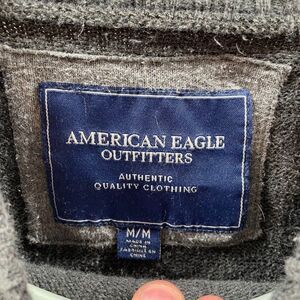 AMERICAN EAGLE
OUTFITTERS
AUTHENTIC
QUALITY CLOTHING
M/M
MADE IN
CHINA
FABRIQUÉ EN
CHINE